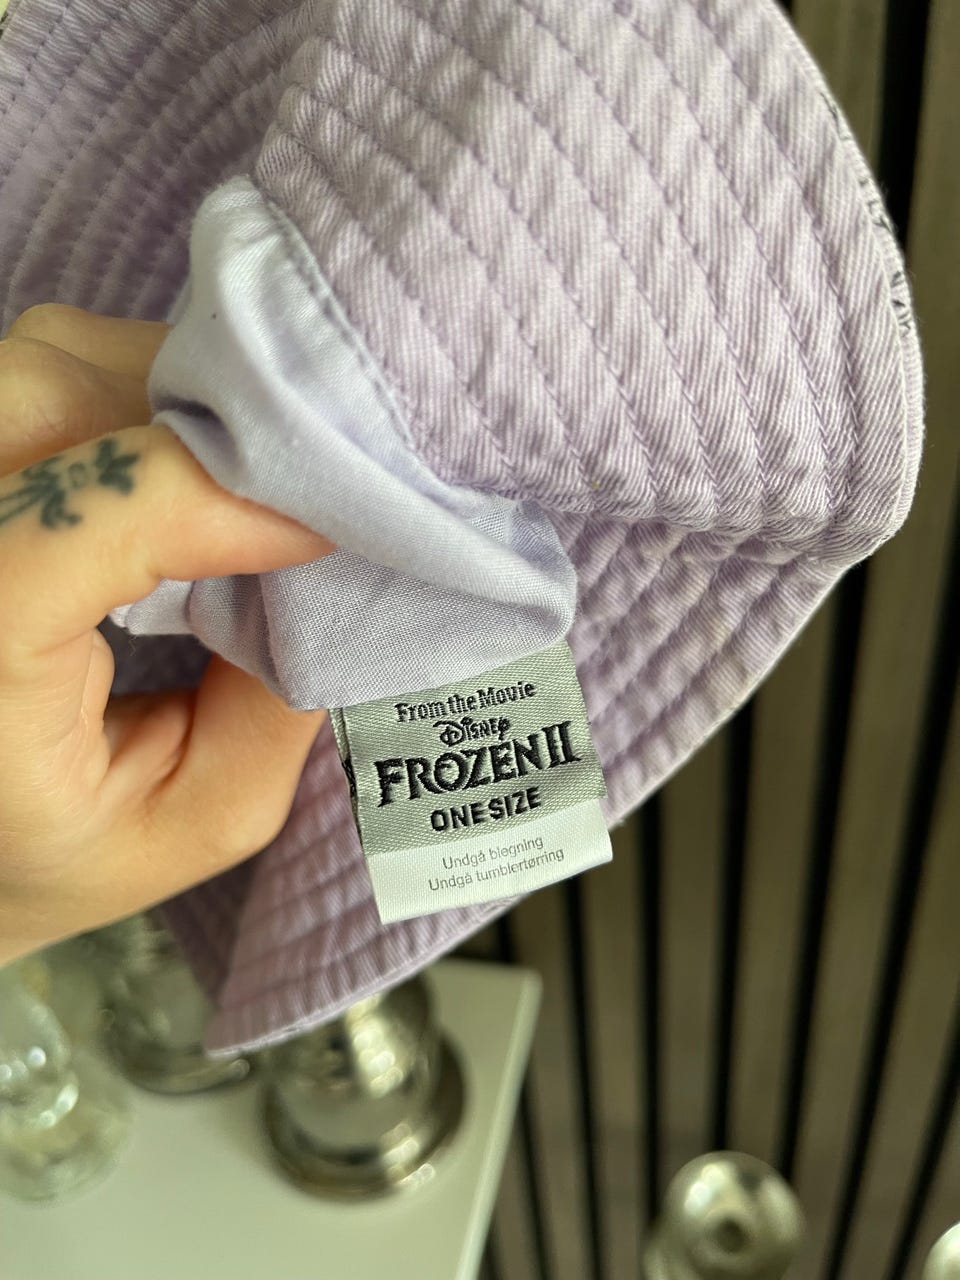 From the Movie
Disney
FROZEN II
ONE SIZE
Undgå blegning
Undgå tumblertørring